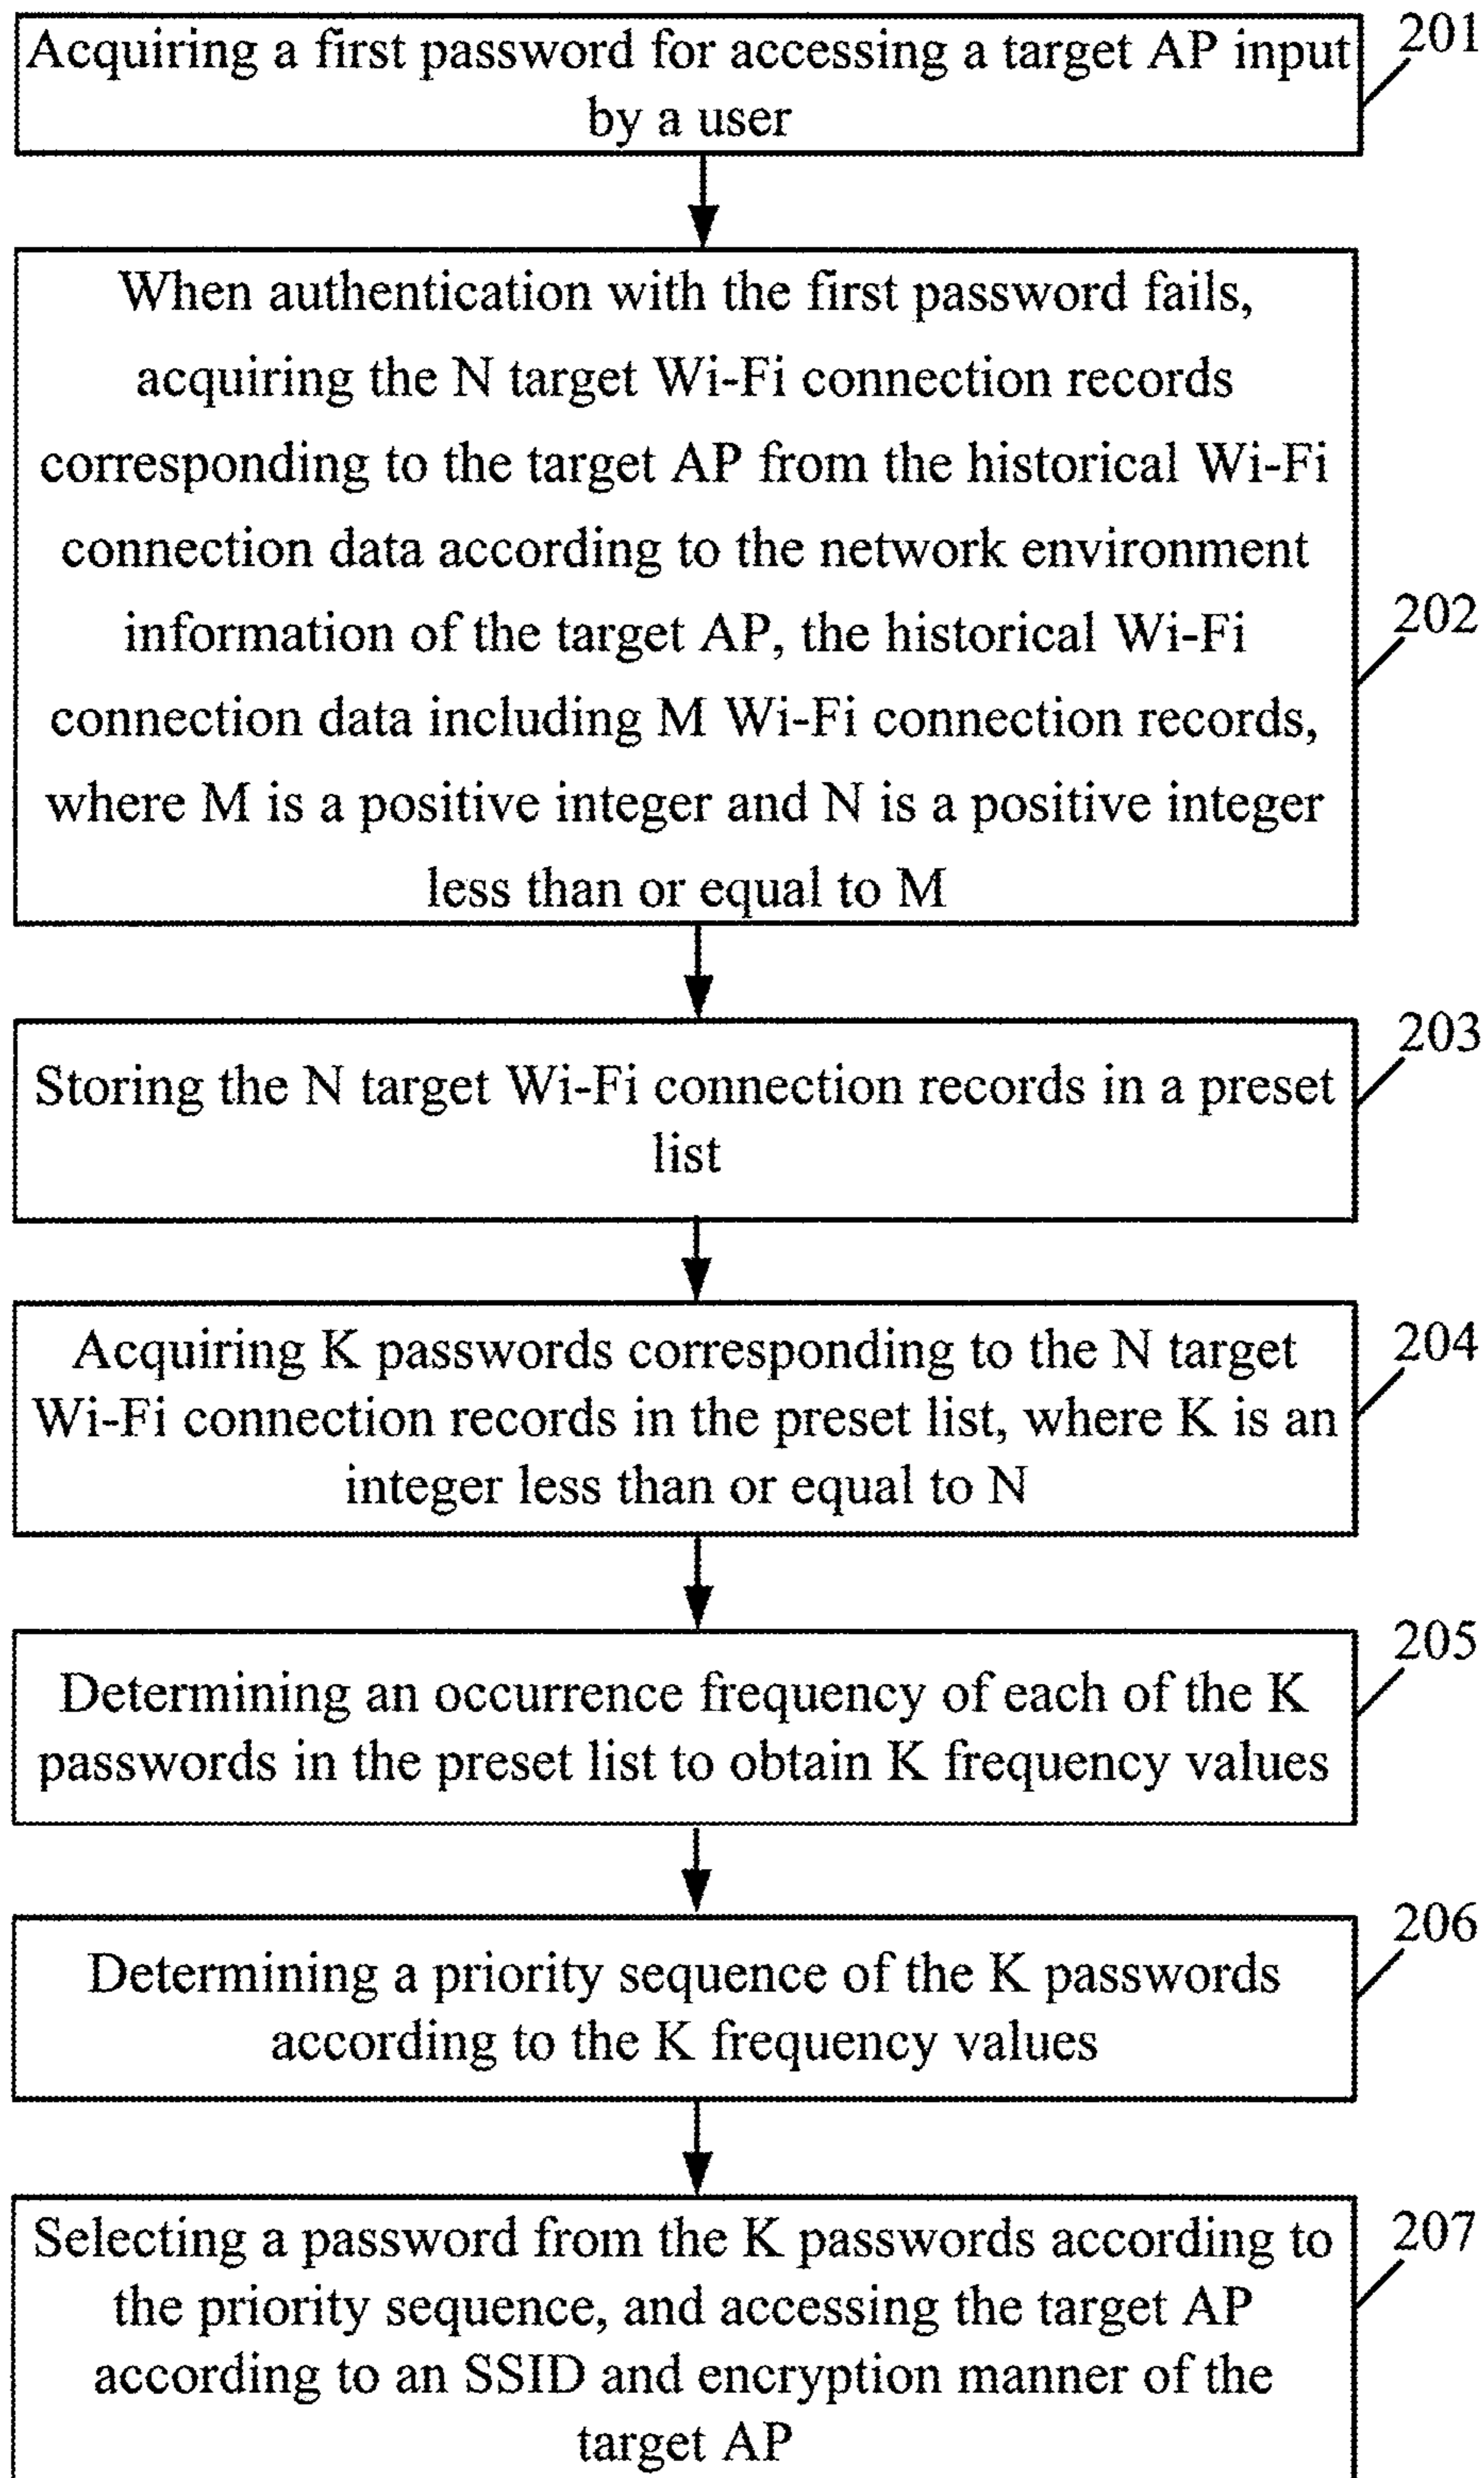 Acquiring a first password for accessing a target AP input
by a user
201
When authentication with the first password fails,
acquiring the N target Wi-Fi connection records
corresponding to the target AP from the historical Wi-Fi
connection data according to the network environment
information of the target AP, the historical Wi-Fi
connection data including M Wi-Fi connection records,
where M is a positive integer and N is a positive integer
less than or equal to M
202
Storing the N target Wi-Fi connection records in a preset
list
203
Acquiring K passwords corresponding to the N target
Wi-Fi connection records in the preset list, where K is an
integer less than or equal to N
204
Determining an occurrence frequency of each of the K
passwords in the preset list to obtain K frequency values
205
Determining a priority sequence of the K passwords
according to the K frequency values
206
Selecting a password from the K passwords according to
the priority sequence, and accessing the target AP
according to an SSID and encryption manner of the
target AP
207